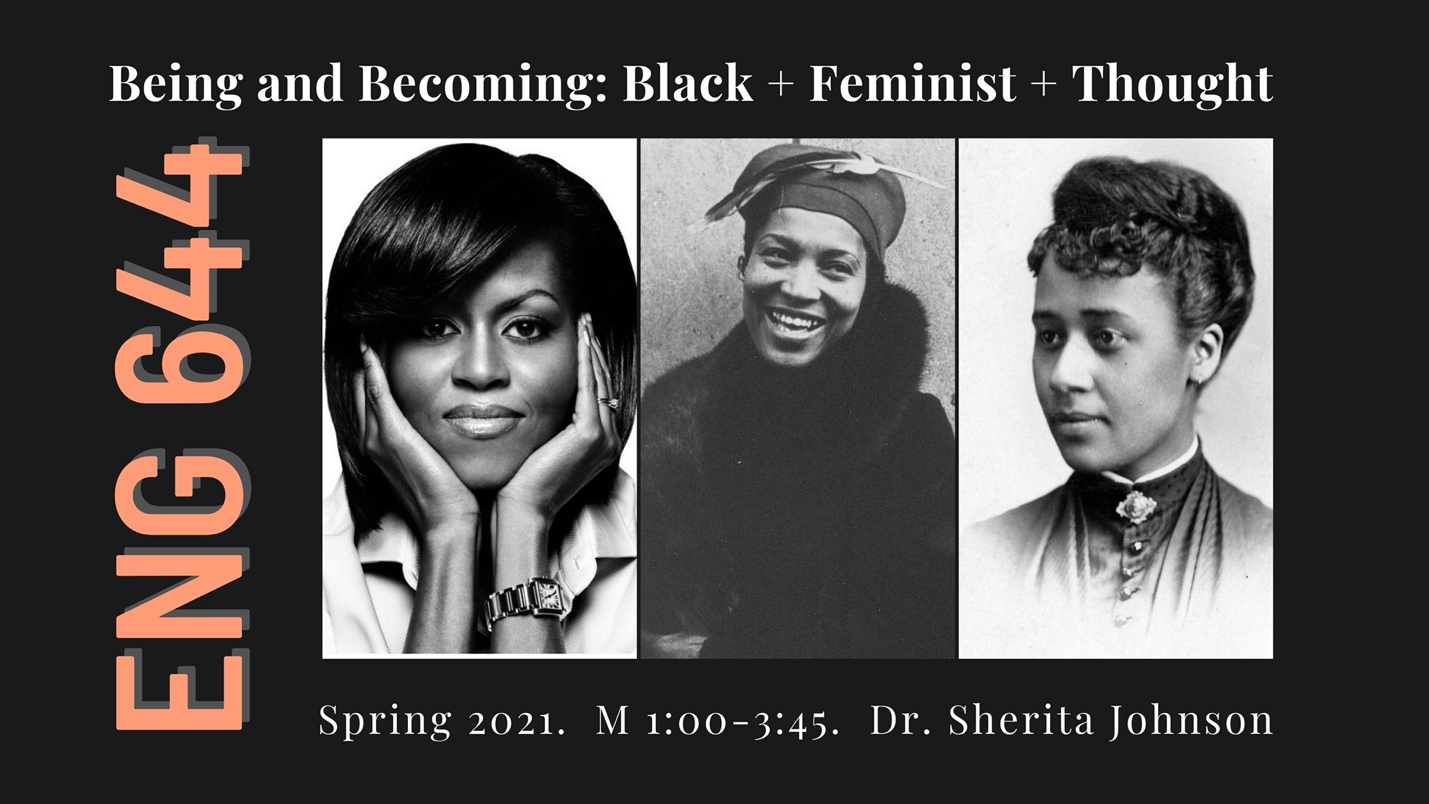 Being and Becoming: Black + Feminist + Thought
ENG 644
Spring 2021. M 1:00-3:45. Dr. Sherita Johnson